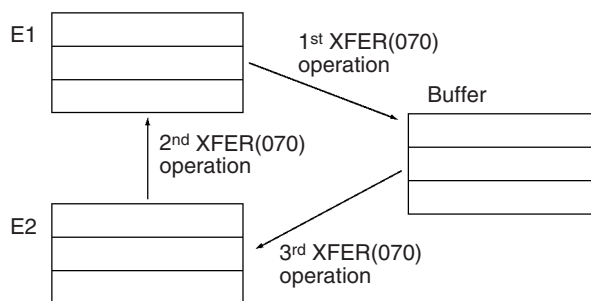 E1
1st XFER(070)
operation
Buffer
2nd XFER(070)
operation
E2
3rd XFER(070)
operation